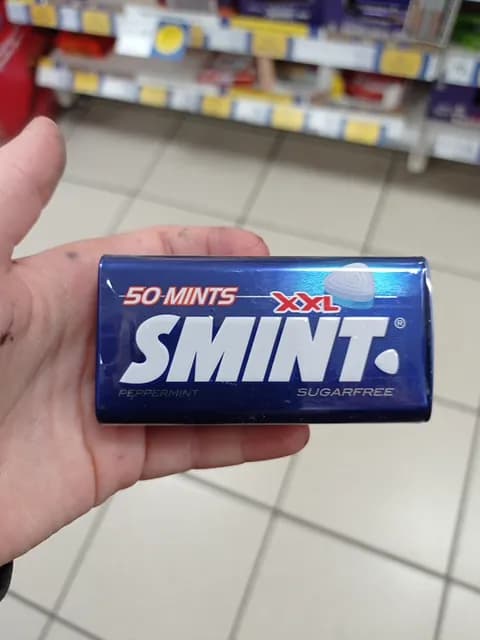 50 MINTS XXL
SMINT®
PEPPERMINT SUGARFREE